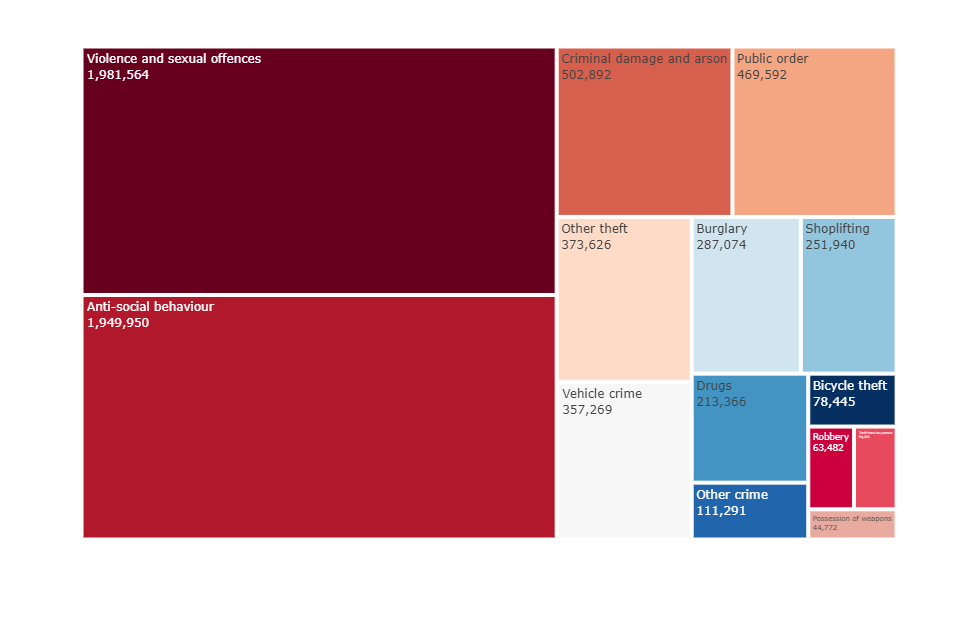 Violence and sexual offences
1,981,564
Criminal damage and arson
502,892
Public order
469,592
Other theft
373,626
Burglary
287,074
Shoplifting
251,940
Anti-social behaviour
1,949,950
Vehicle crime
357,269
Drugs
213,366
Bicycle theft
78,445
Robbery
63,482
Other crime
111,291
Possession of weapons
44,772